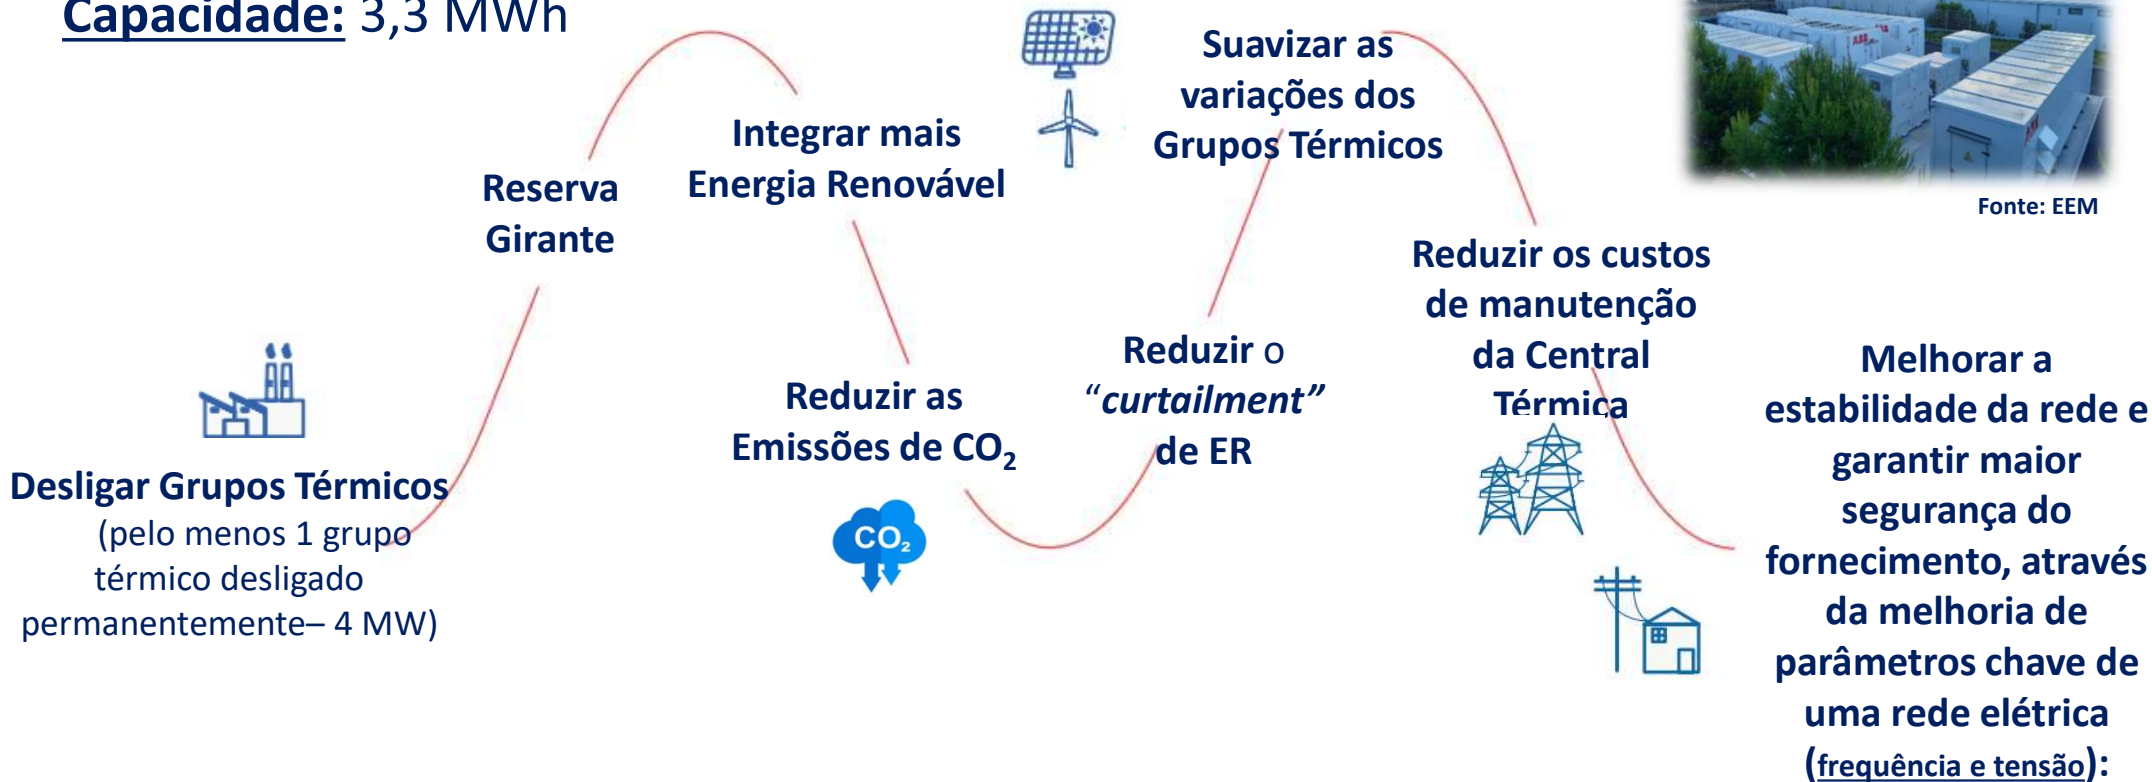 Capacidade: 3,3 MWh
Desligar Grupos Térmicos
(pelo menos 1 grupo
térmico desligado
permanentemente– 4 MW)
Reserva
Girante
Integrar mais
Energia Renovável
Reduzir as
Emissões de CO₂
CO₂
Reduzir o
“curtailment”
de ER
Suavizar as
variações dos
Grupos Térmicos
Reduzir os custos
de manutenção
da Central
Térmica
ABB
ABB
Fonte: EEM
Melhorar a
estabilidade da rede e
garantir maior
segurança do
fornecimento, através
da melhoria de
parâmetros chave de
uma rede elétrica
(frequência e tensão):